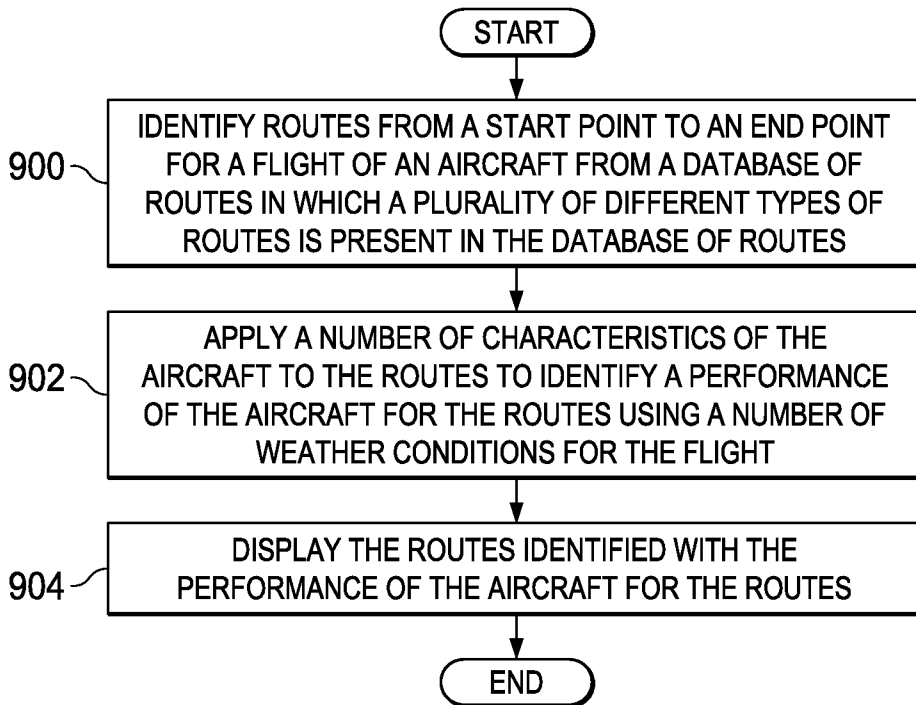 START
900
IDENTIFY ROUTES FROM A START POINT TO AN END POINT
FOR A FLIGHT OF AN AIRCRAFT FROM A DATABASE OF
ROUTES IN WHICH A PLURALITY OF DIFFERENT TYPES OF
ROUTES IS PRESENT IN THE DATABASE OF ROUTES
902
APPLY A NUMBER OF CHARACTERISTICS OF THE
AIRCRAFT TO THE ROUTES TO IDENTIFY A PERFORMANCE
OF THE AIRCRAFT FOR THE ROUTES USING A NUMBER OF
WEATHER CONDITIONS FOR THE FLIGHT
904
DISPLAY THE ROUTES IDENTIFIED WITH THE
PERFORMANCE OF THE AIRCRAFT FOR THE ROUTES
END